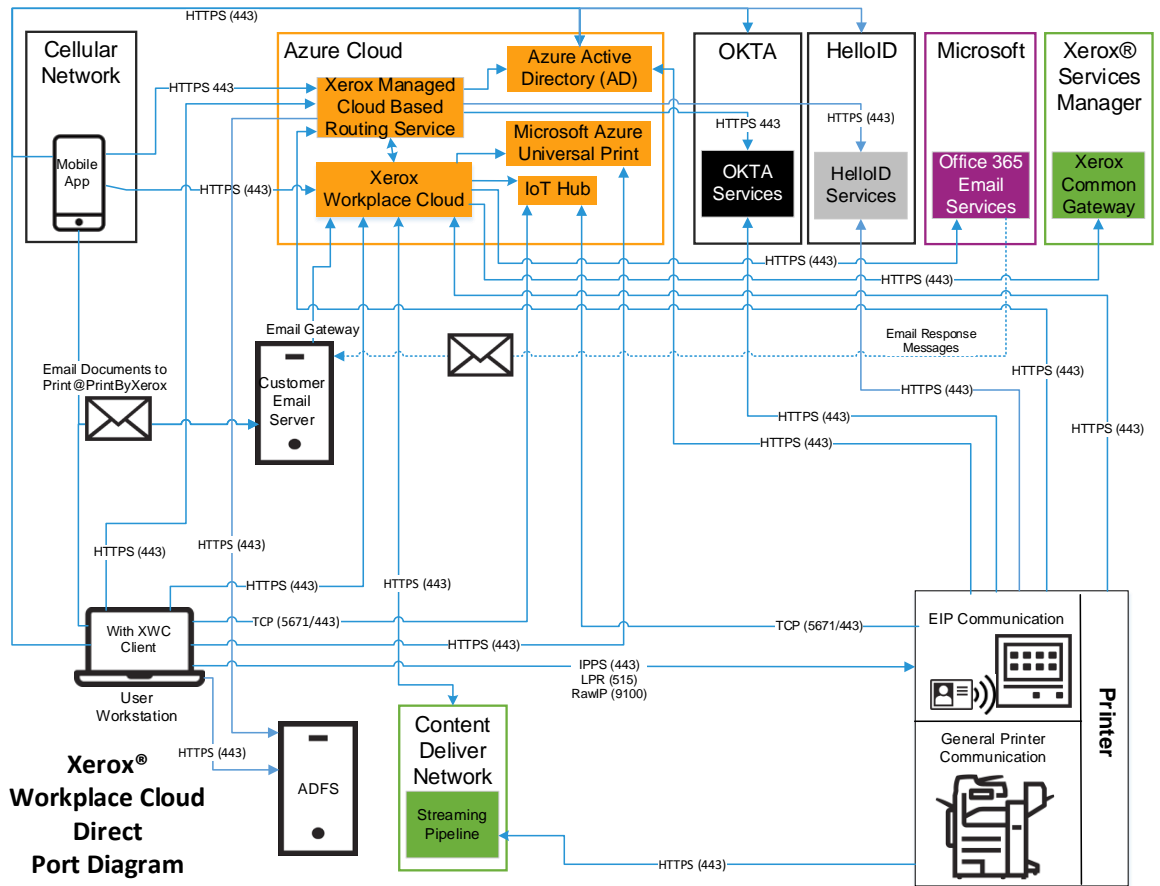 HTTPS (443)
Cellular
Network
Mobile
App
Azure Cloud
Azure Active
Directory (AD)
Xerox Managed
Cloud Based
Routing Service
Microsoft Azure
Universal Print
Xerox
Workplace Cloud
IoT Hub
OKTA
OKTA
Services
HelloID
HelloID
Services
Microsoft
Office 365
Email
Services
Xerox®
Services
Manager
Xerox
Common
Gateway
HTTPS 443
HTTPS (443)
HTTPS 443
HTTPS (443)
HTTPS (443)
HTTPS (443)
Email Gateway
Email Response
Messages
Email Documents to
Print@PrintByXerox
Customer
Email
Server
HTTPS (443)
HTTPS (443)
HTTPS (443)
HTTPS (443)
HTTPS (443)
HTTPS (443)
HTTPS (443)
HTTPS (443)
HTTPS (443)
TCP (5671/443)
TCP (5671/443)
HTTPS (443)
IPPS (443)
LPR (515)
RawIP (9100)
With XWC
Client
User
Workstation
HTTPS (443)
ADFS
Content
Deliver
Network
Streaming
Pipeline
HTTPS (443)
EIP Communication
General Printer
Communication
Printer
Xerox®
Workplace Cloud
Direct
Port Diagram